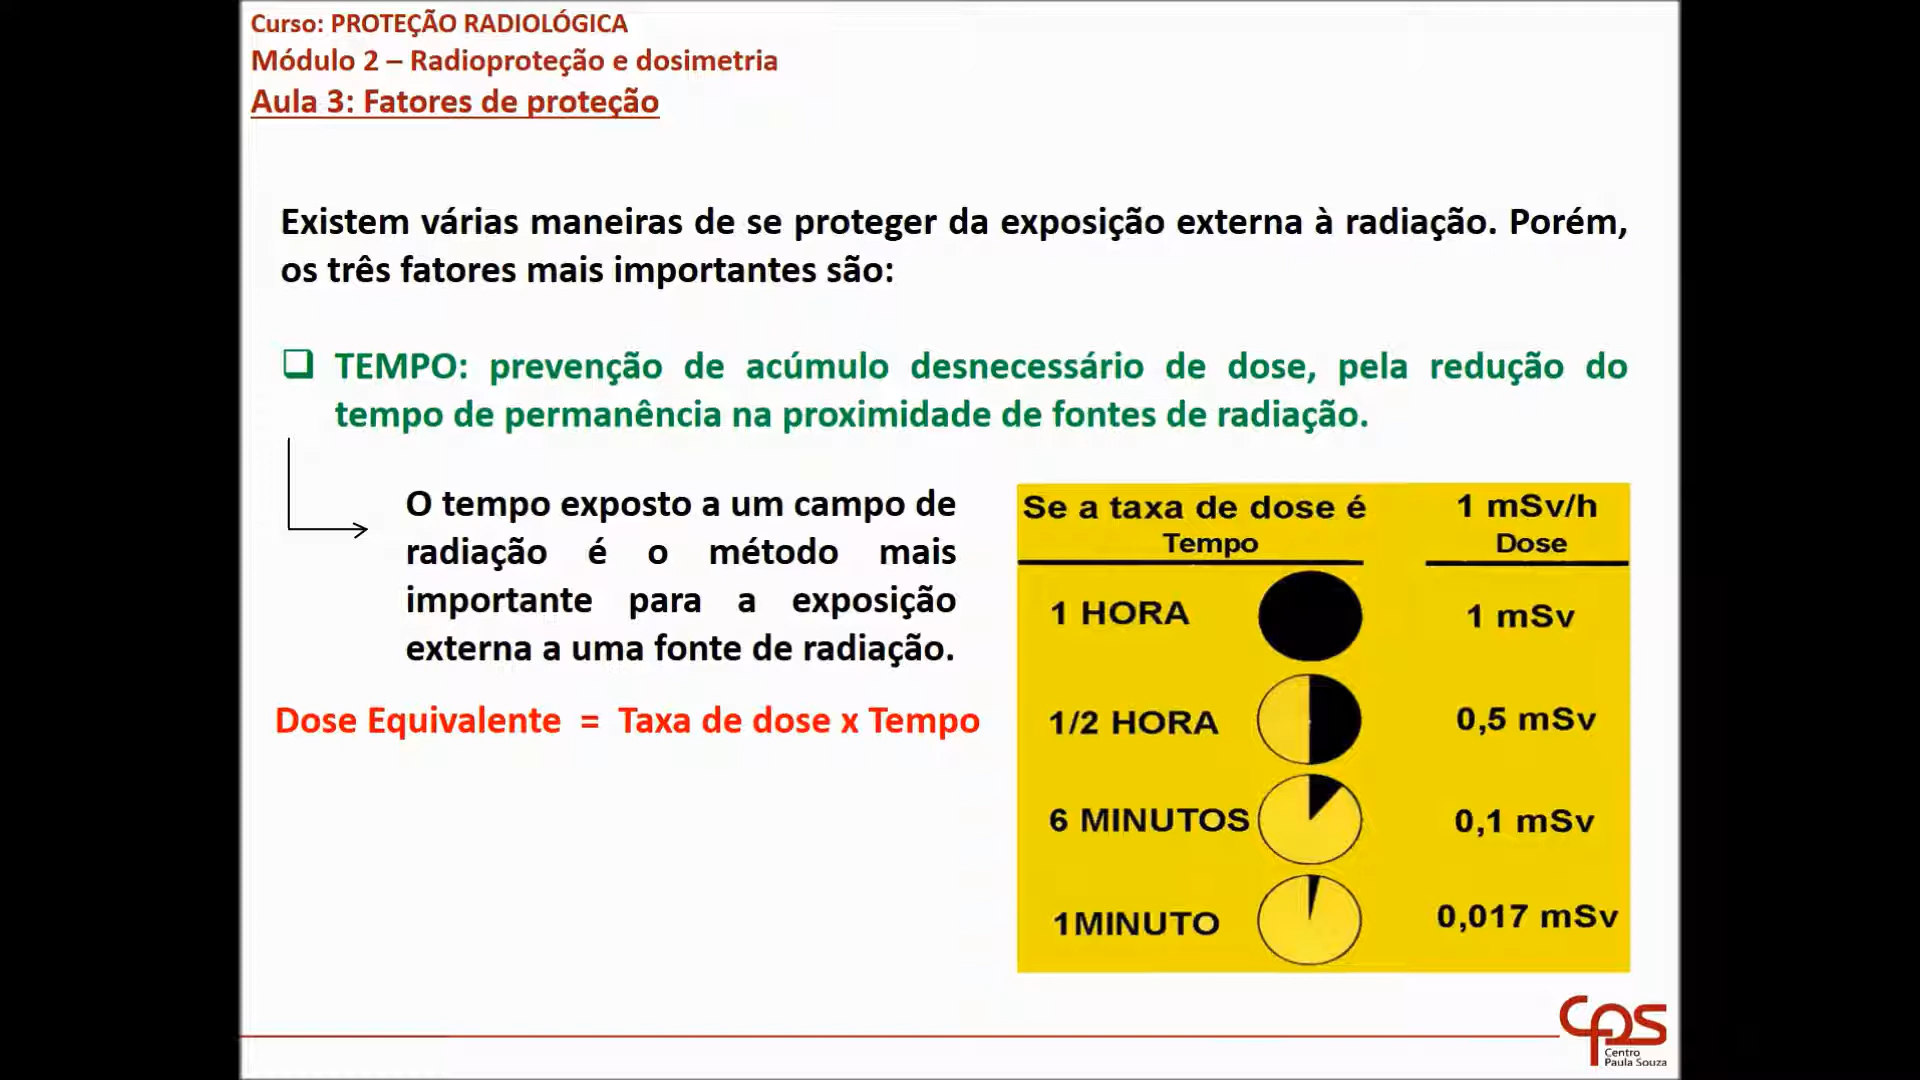 Curso: PROTEÇÃO RADIOLÓGICA
Módulo 2 – Radioproteção e dosimetria
Aula 3: Fatores de proteção
Existem várias maneiras de se proteger da exposição externa à radiação. Porém,
os três fatores mais importantes são:
TEMPO: prevenção de acúmulo desnecessário de dose, pela redução do
tempo de permanência na proximidade de fontes de radiação.
O tempo exposto a um campo de
radiação é o método mais
importante para a exposição
externa a uma fonte de radiação.
Dose Equivalente = Taxa de dose x Tempo
Se a taxa de dose é 1 mSv/h
Tempo Dose
1 HORA 1 mSv
1/2 HORA 0,5 mSv
6 MINUTOS 0,1 mSv
1MINUTO 0,017 mSv
cps
Centro
Paula Souza